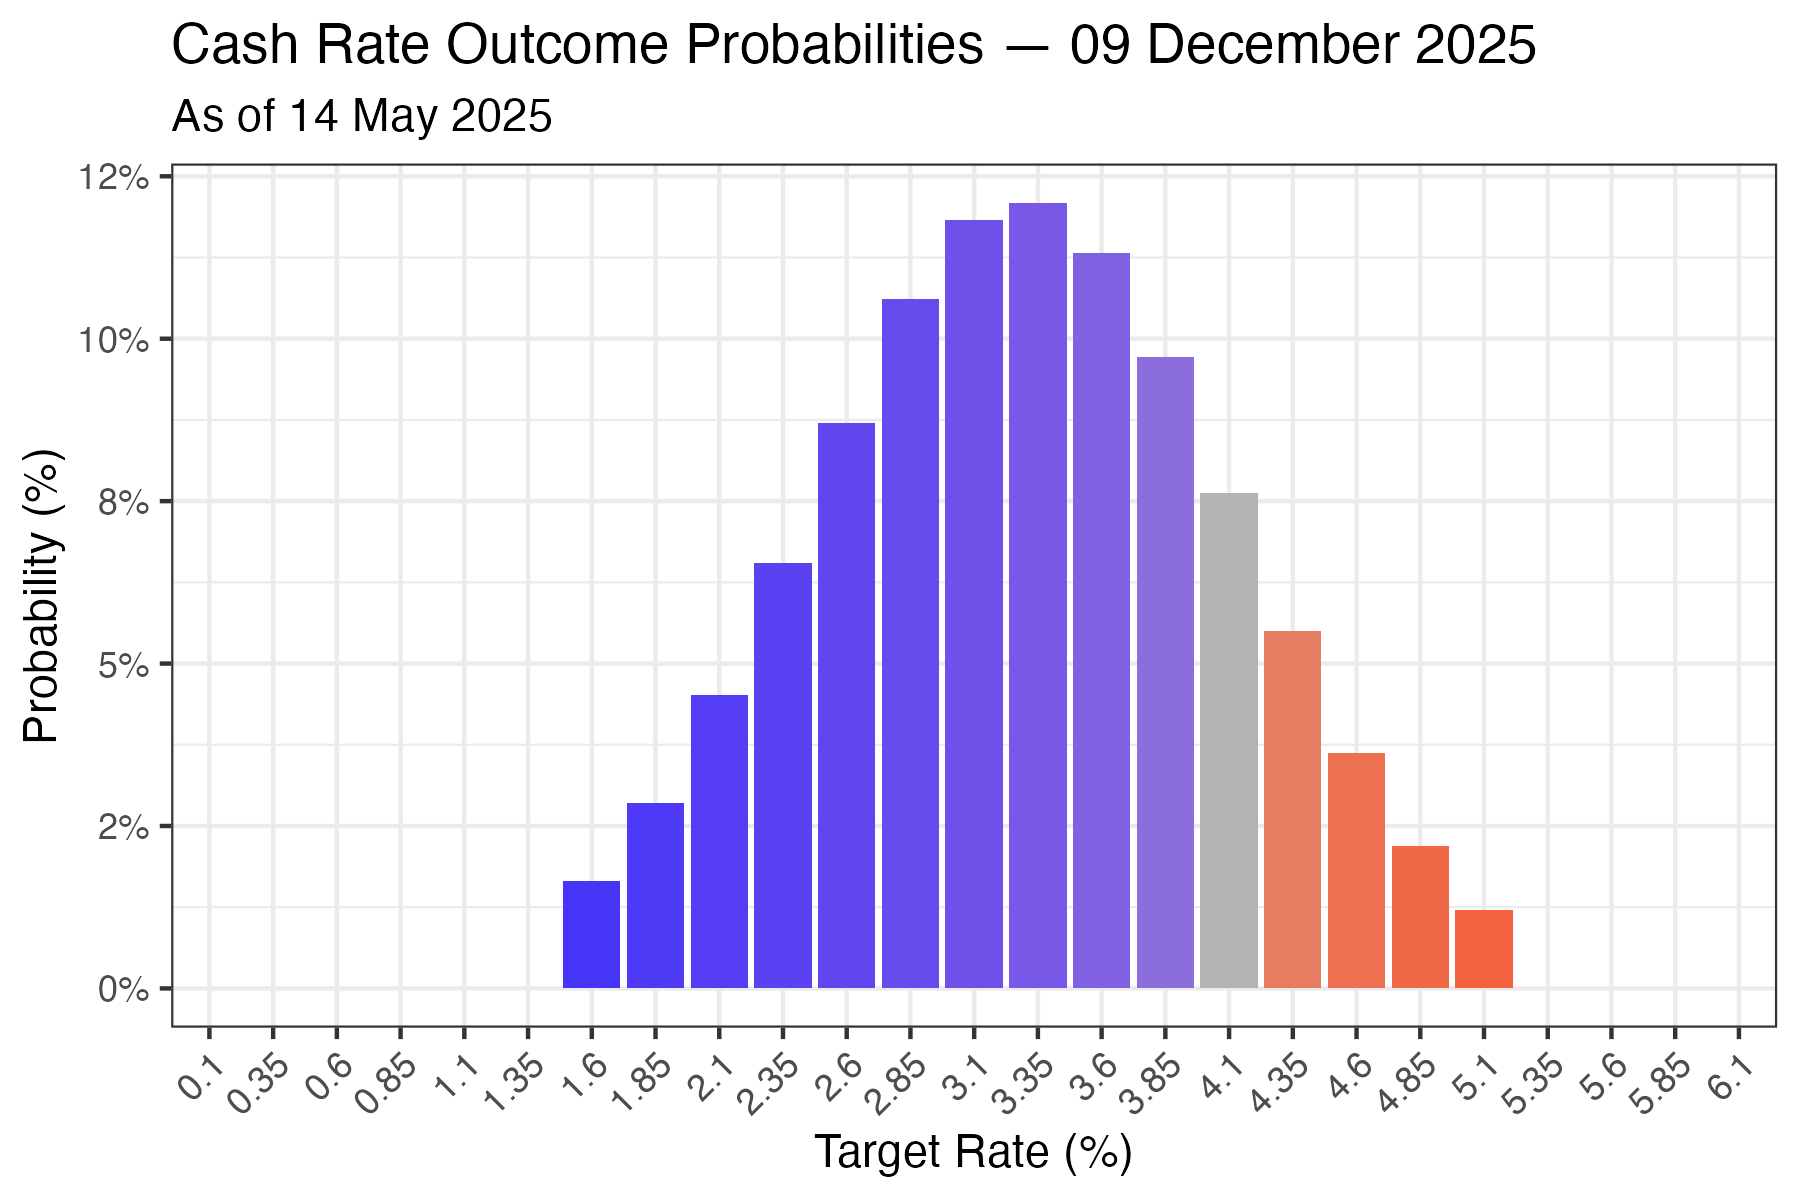 Cash Rate Outcome Probabilities — 09 December 2025
As of 14 May 2025
12%
10%
8%
5%
2%
0%
Probability (%)
0.1 0.35 0.6 0.85 1.1 1.35 1.6 1.85 2.1 2.35 2.6 2.85 3.1 3.35 3.6 3.85 4.1 4.35 4.6 4.85 5.1 5.35 5.6 5.85 6.1
Target Rate (%)